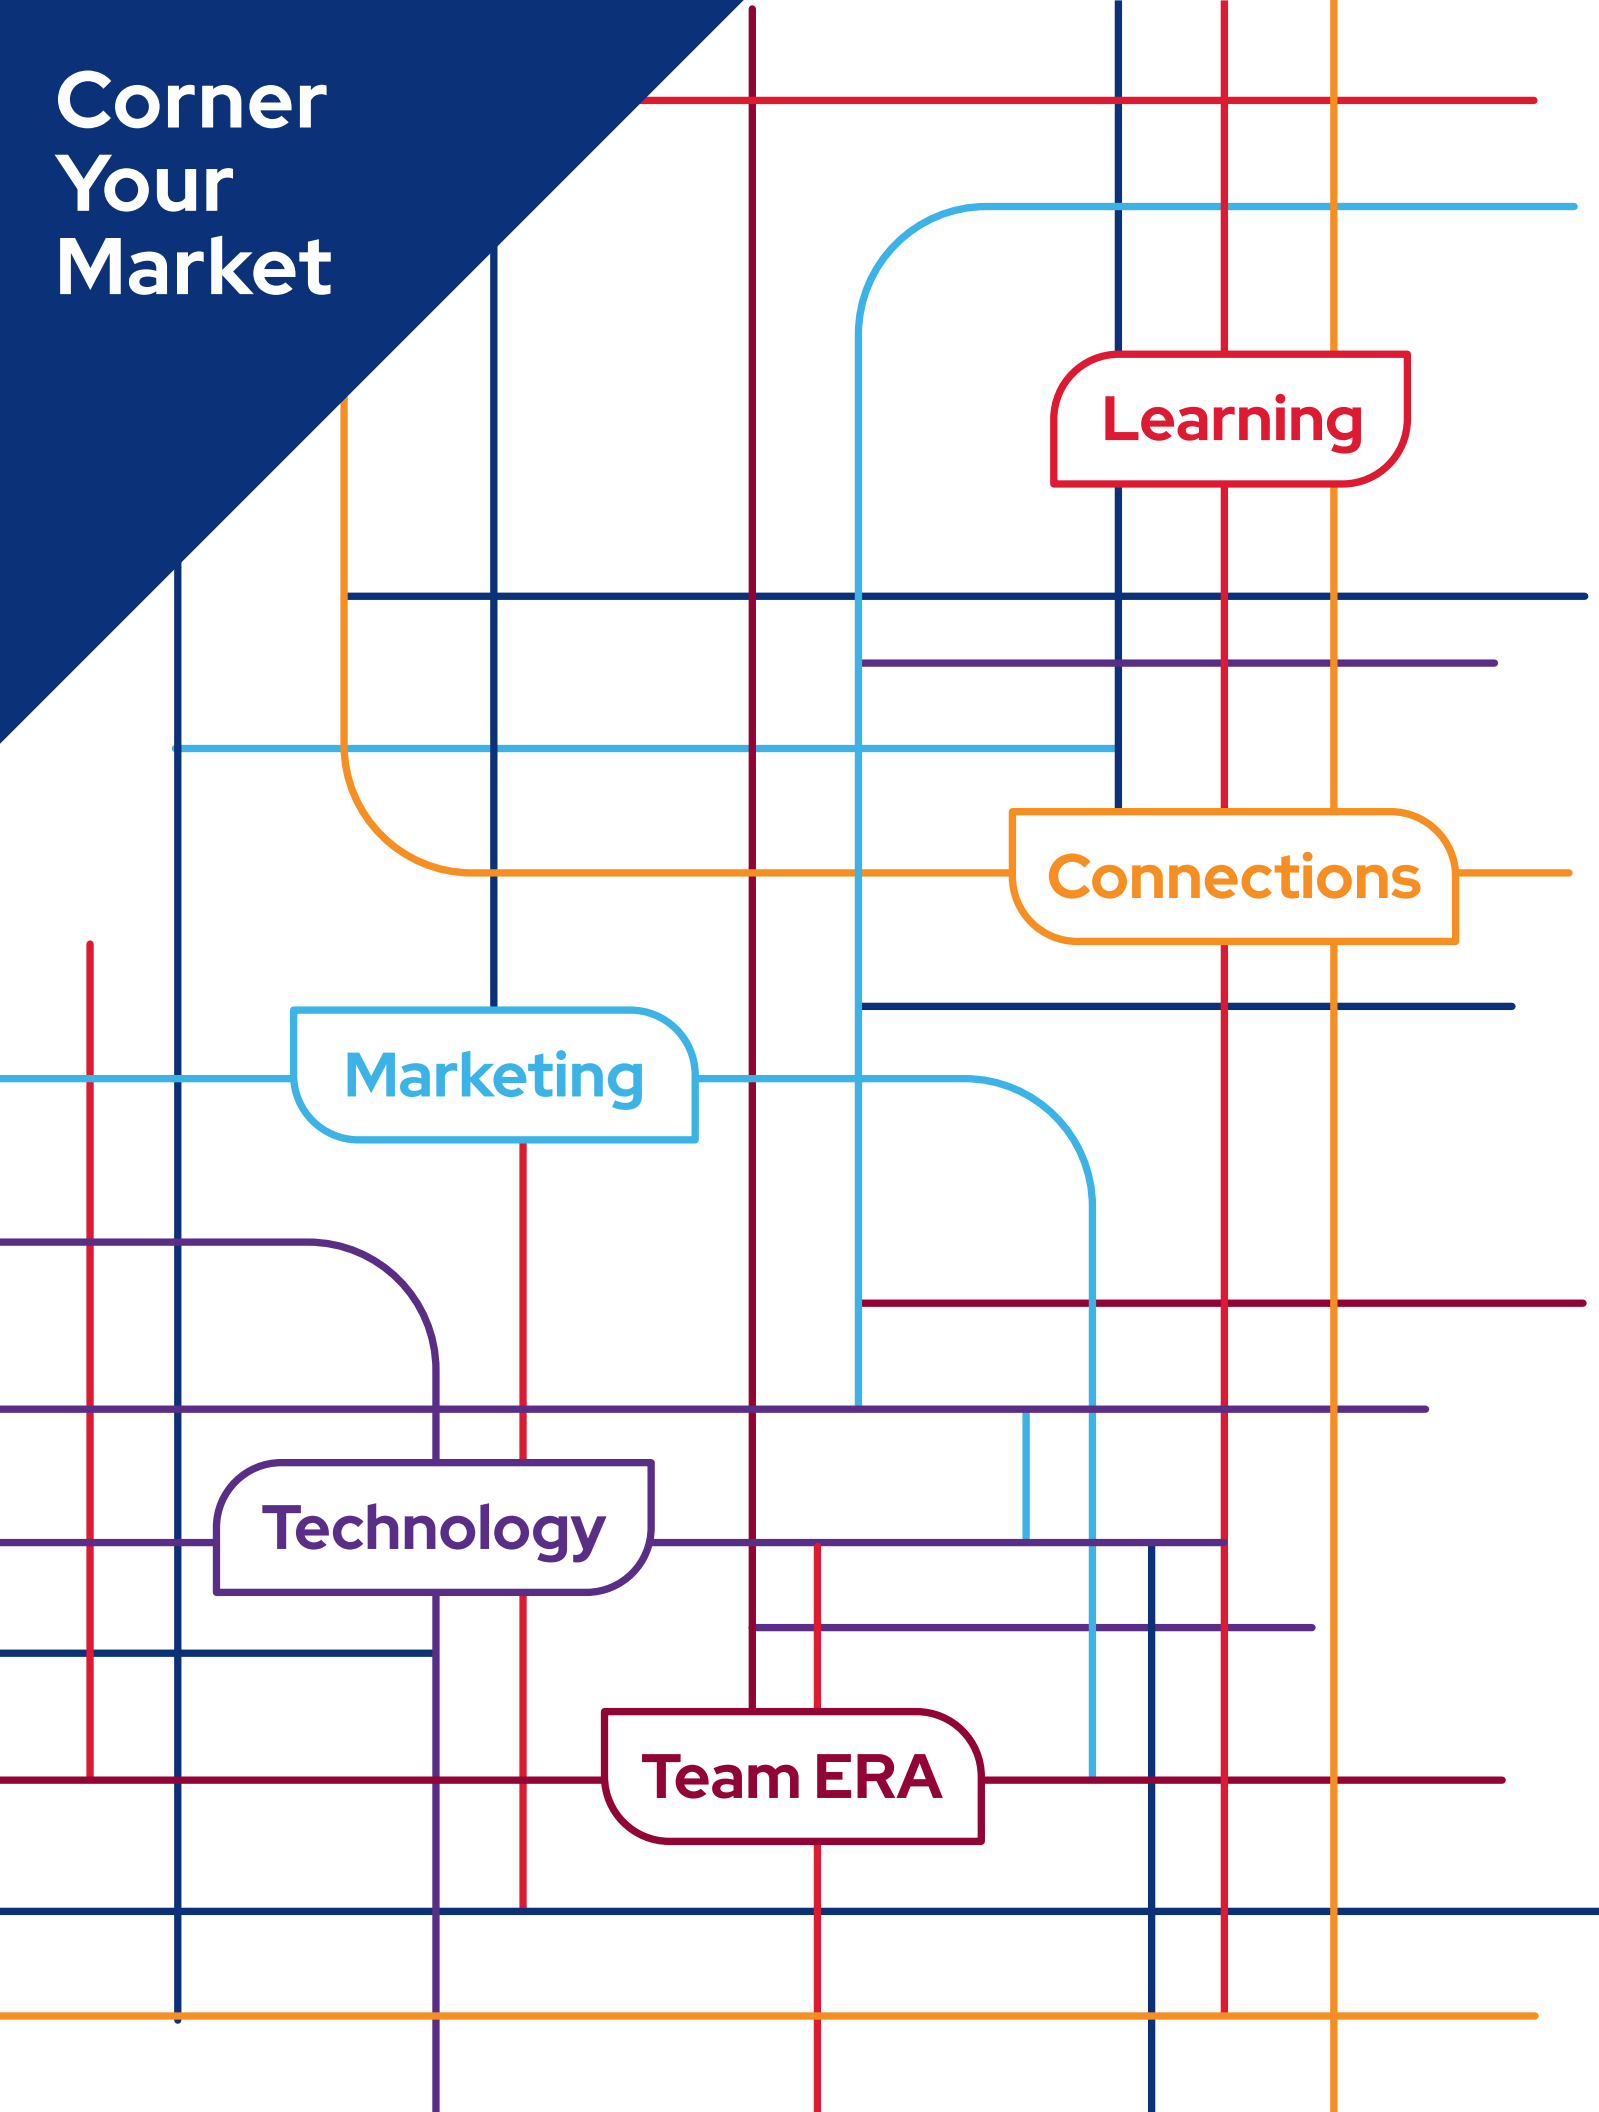 Corner
Your
Market
Learning
Connections
Marketing
Technology
Team ERA